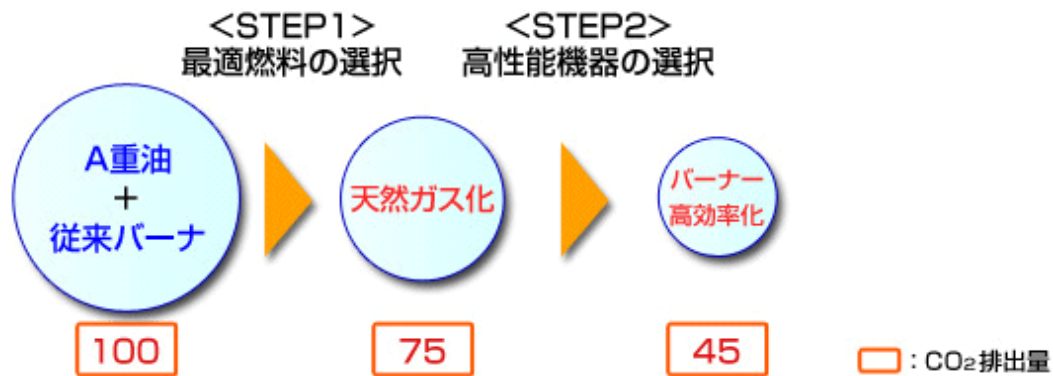 <STEP1>
最適燃料の選択
<STEP2>
高性能機器の選択
A重油
+
従来バーナ
天然ガス化
バーナー
高効率化
100
75
45
：CO₂排出量